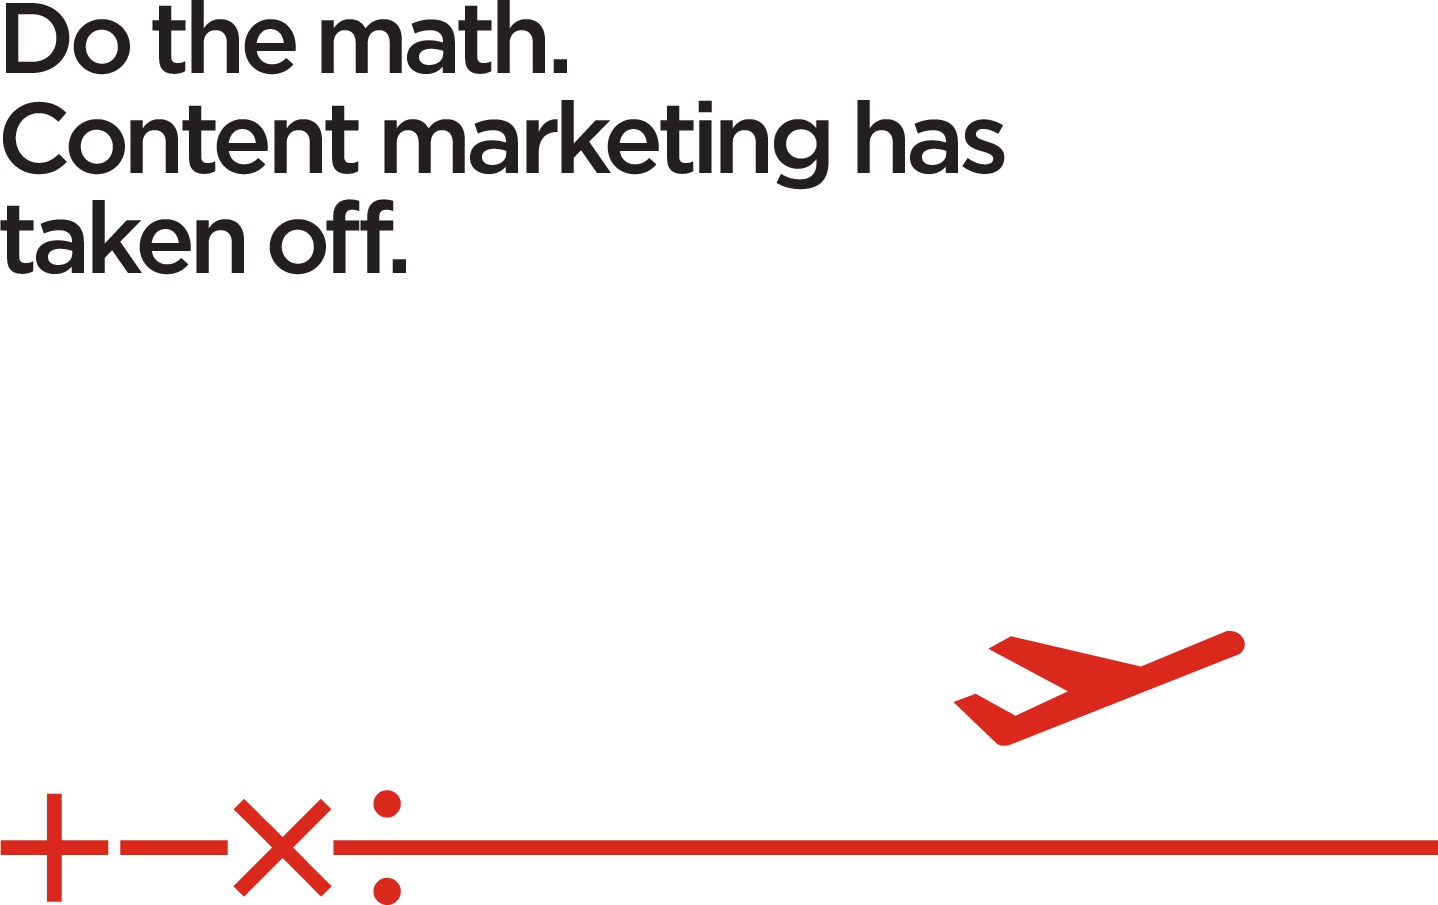 Do the math.
Content marketing has
taken off.
+ − × ÷